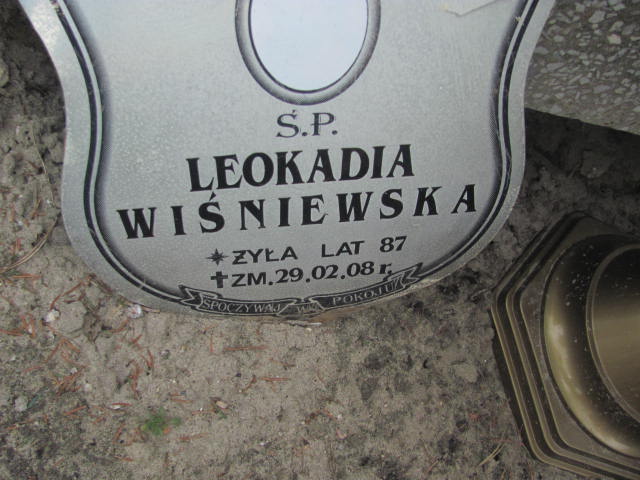 Ś.P.
LEOKADIA
WIŚNIEWSKA
ŻYŁA LAT 87
ZM. 29.02.08 r.
SPOCZYWAJ W POKOJU